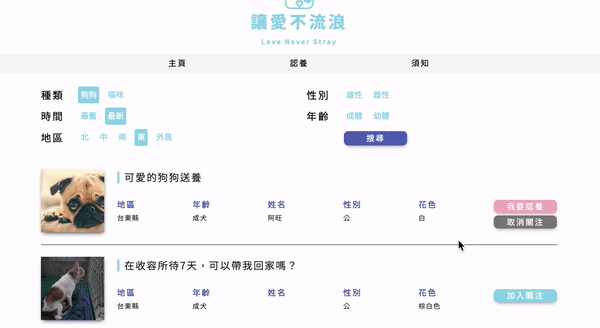 讓愛不流浪
Love Never Stray
主頁 認養 須知
種類 狗狗 喵咪 性別 雄性 雌性
時間 最舊 最新 年齡 成體 幼體
地區 北 中 南 東 外島 搜尋
可愛的狗狗送養
地區 年齡 姓名 性別 花色
台東縣 成犬 阿旺 公 白
我要認養
取消關注
在收容所待7天，可以帶我回家嗎？
地區 年齡 姓名 性別 花色
台東縣 成犬 公 棕白色
加入關注